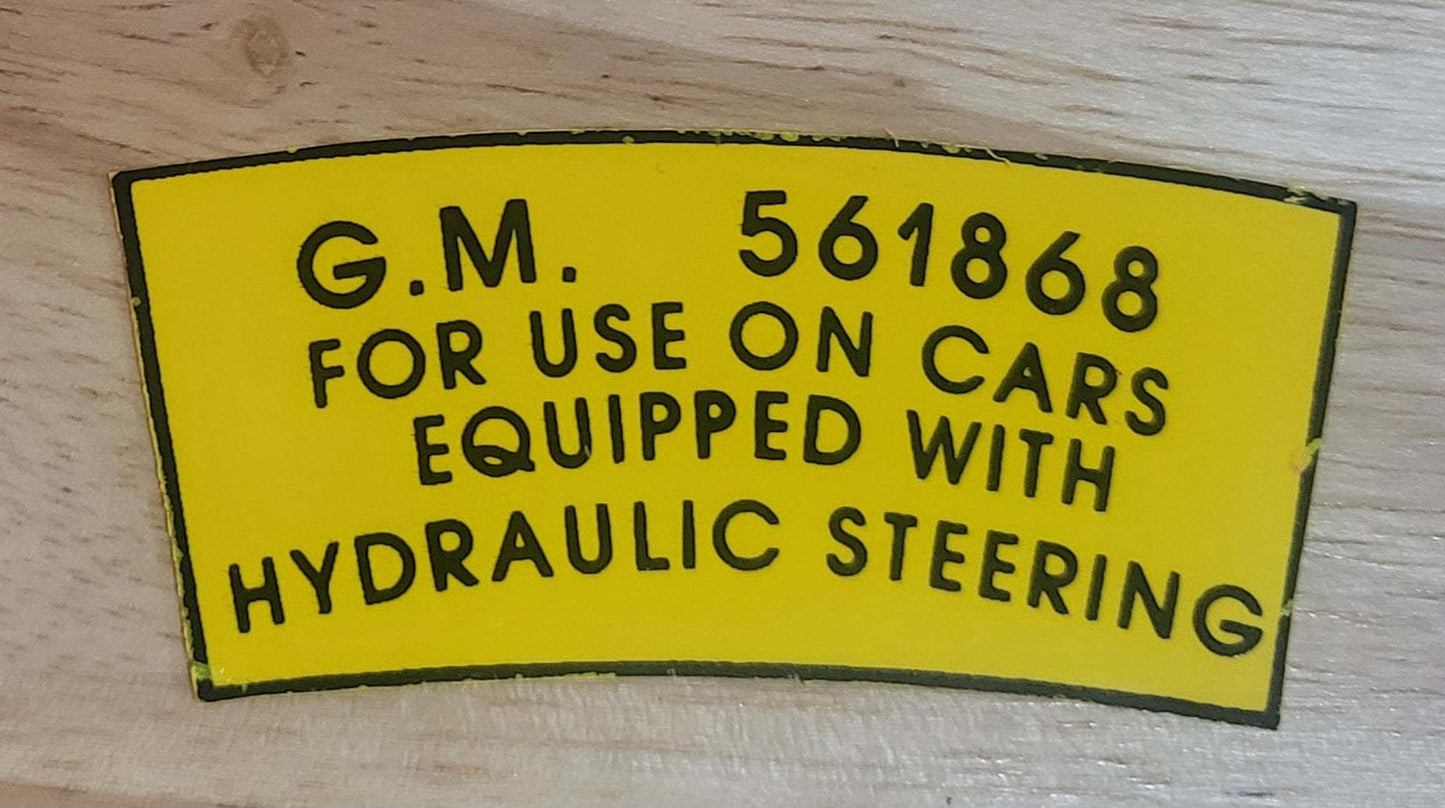 G.M. 561868
FOR USE ON CARS
EQUIPPED WITH
HYDRAULIC STEERING